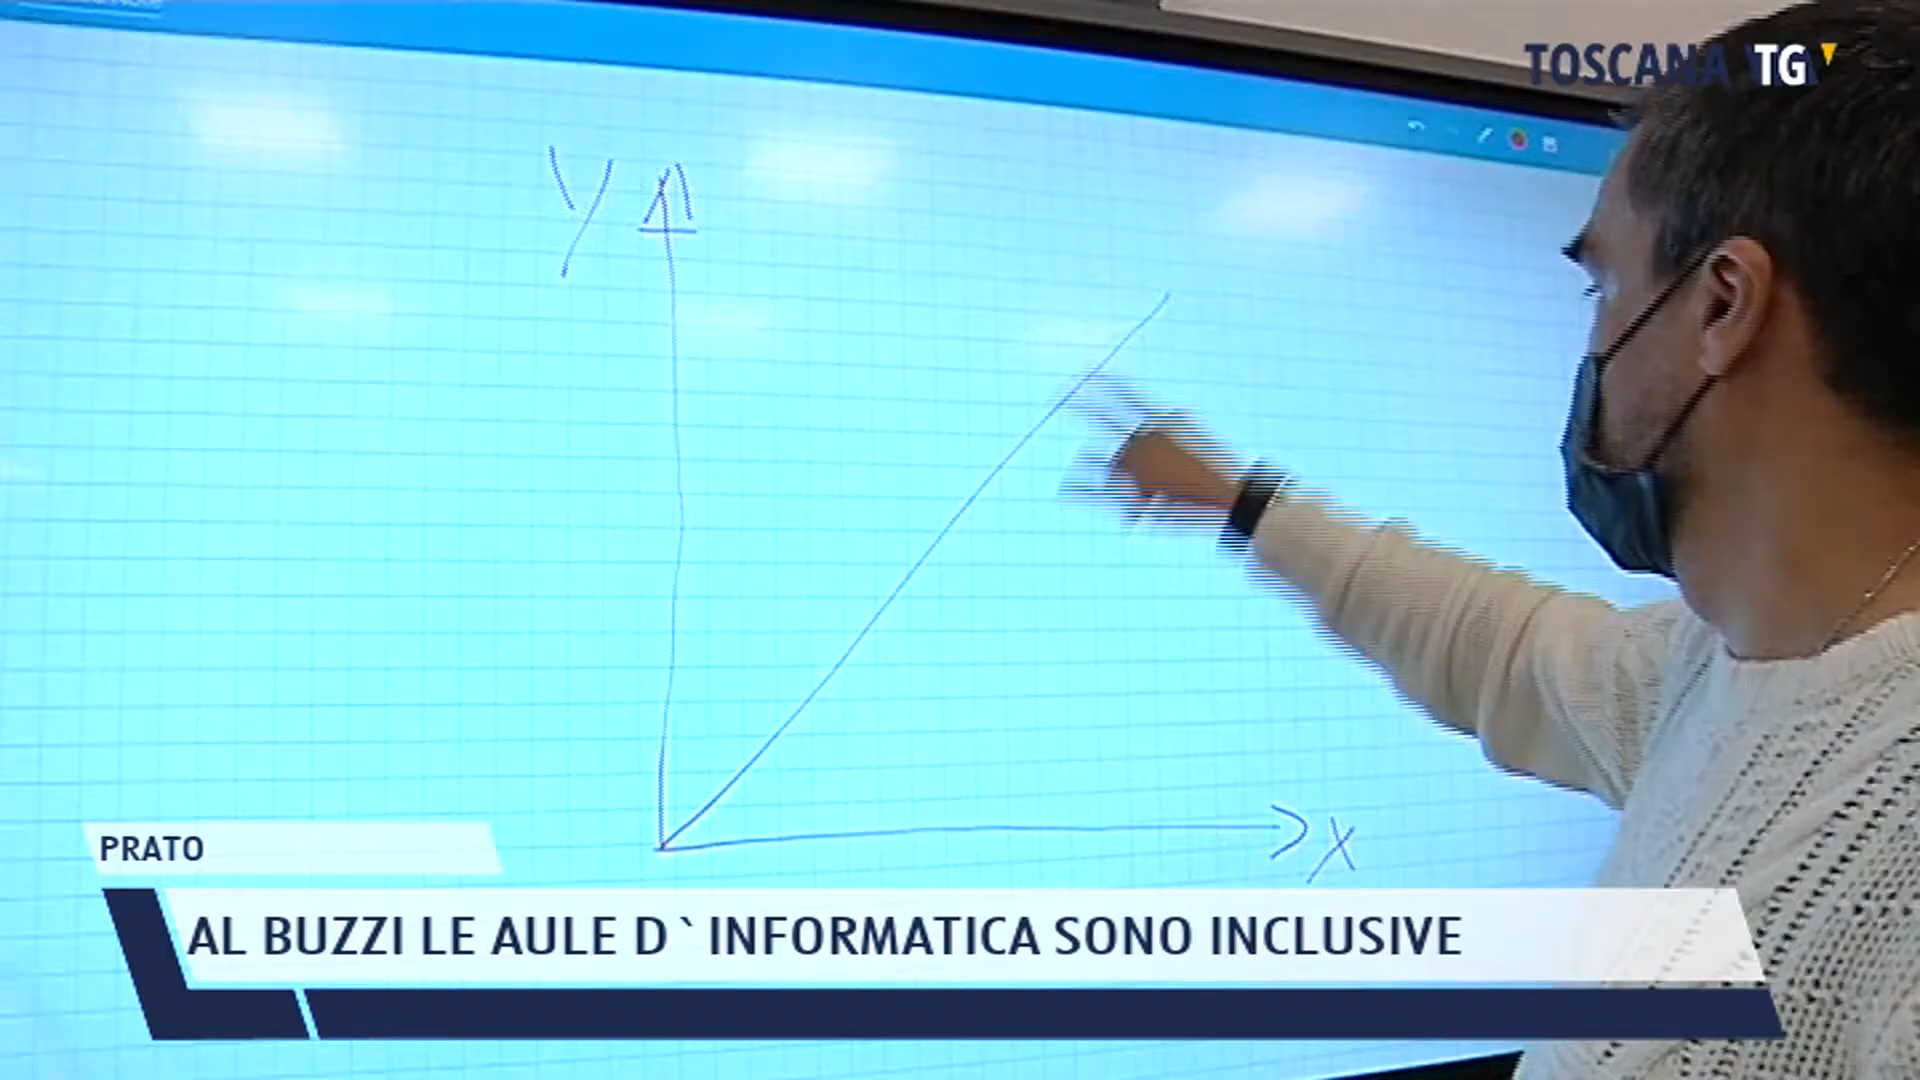 TOSCANA TG
Y
X
PRATO
AL BUZZI LE AULE D`INFORMATICA SONO INCLUSIVE